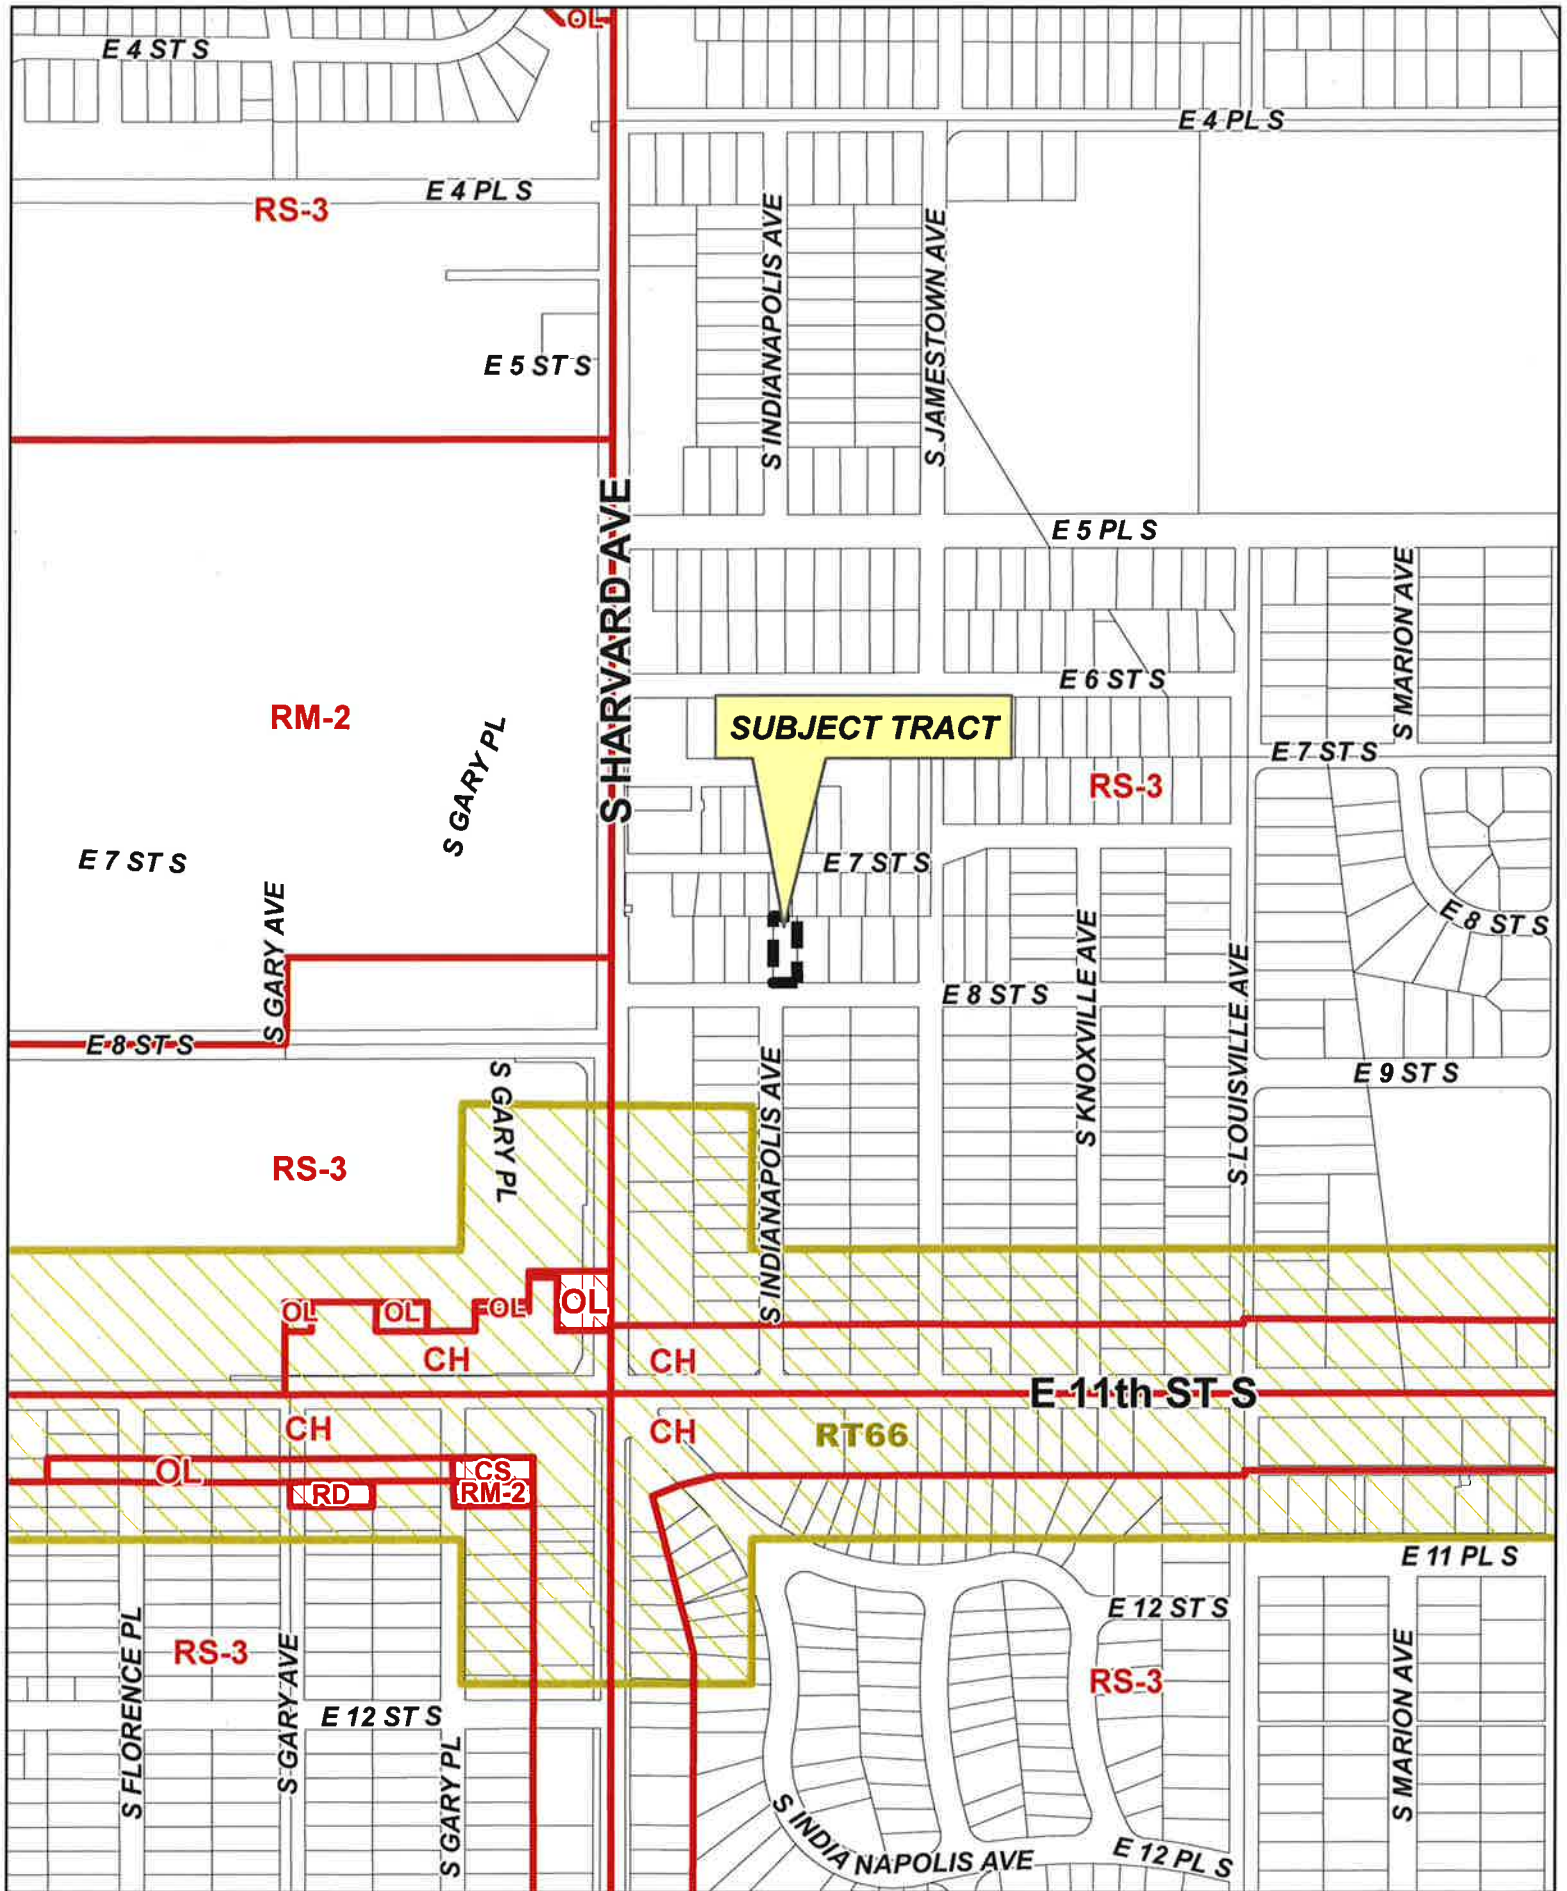 OL
E 4 ST S
E 4 PL S
E 4 PL S
RS-3
S INDIANAPOLIS AVE
S JAMESTOWN AVE
E 5 ST S
S HARVARD AVE
E 5 PL S
S MARION AVE
E 6 ST S
RM-2
S GARY PL
SUBJECT TRACT
E 7 ST S
RS-3
E 7 ST S
E 7 ST S
S GARY AVE
E 8 ST S
S KNOXVILLE AVE
S LOUISVILLE AVE
E 8 ST S
E 8 ST S
S GARY PL
S INDIANAPOLIS AVE
E 9 ST S
RS-3
OL
OL
OL
OL
CH
CH
E 11th ST S
CH
CH
RT66
OL
CS
RD
RM-2
E 11 PL S
S FLORENCE PL
S GARY AVE
E 12 ST S
RS-3
S MARION AVE
RS-3
E 12 ST S
S GARY PL
S INDIANAPOLIS AVE
E 12 PL S